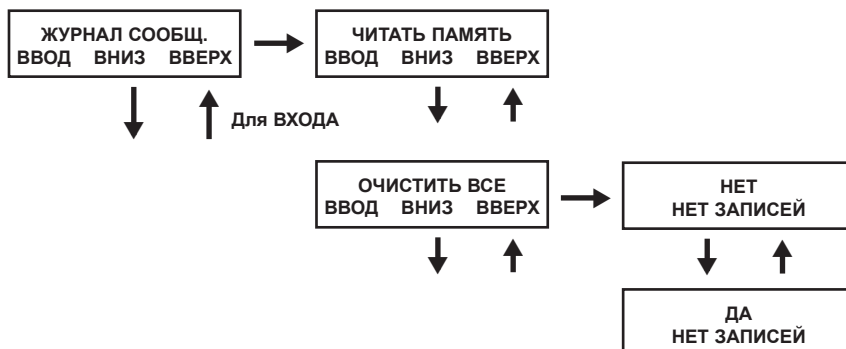 ЖУРНАЛ СООБЩ.
ВВОД ВНИЗ ВВЕРХ
ЧИТАТЬ ПАМЯТЬ
ВВОД ВНИЗ ВВЕРХ
Для ВХОДА
ОЧИСТИТЬ ВСЕ
ВВОД ВНИЗ ВВЕРХ
НЕТ
НЕТ ЗАПИСЕЙ
ДА
НЕТ ЗАПИСЕЙ